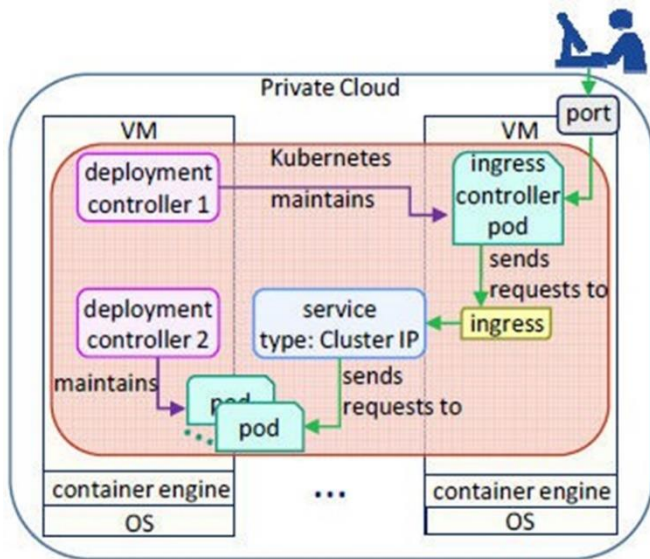 Private Cloud
port
VM
VM
Kubernetes
deployment
controller 1
maintains
ingress
controller
pod
sends
requests to
deployment
controller 2
service
type: Cluster IP
ingress
maintains
sends
requests to
pod
pod
...
container engine
container engine
OS
OS